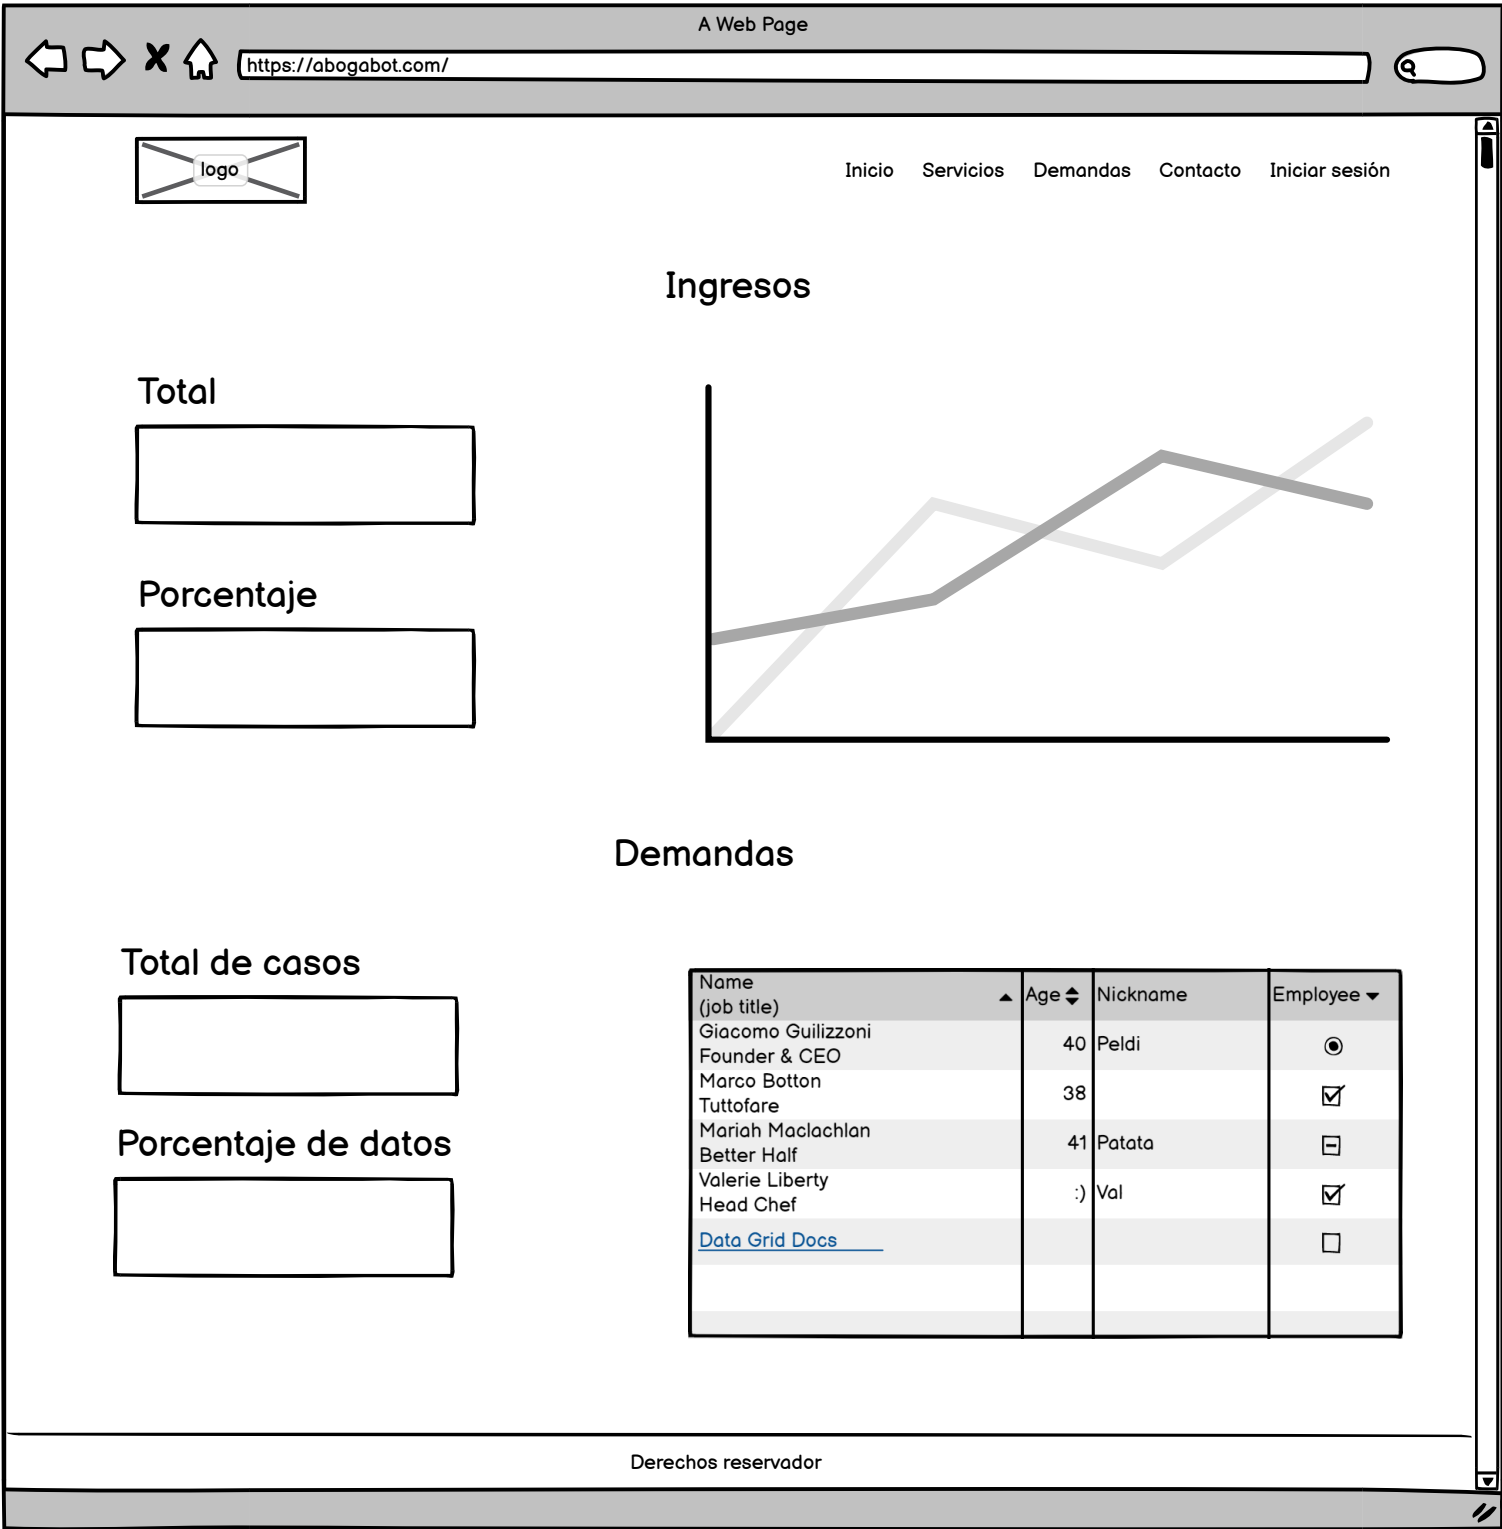 A Web Page
https://abogabot.com/
logo
Inicio Servicios Demandas Contacto Iniciar sesión
Ingresos
Total
Porcentaje
Demandas
Total de casos
Porcentaje de datos
Name
(job title)
Age
Nickname
Employee
Giacomo Guilizzoni
Founder & CEO
40
Peldi
Marco Botton
Tuttofare
38
Mariah Maclachlan
Better Half
41
Patata
Valerie Liberty
Head Chef
:)
Val
Data Grid Docs
Derechos reservador